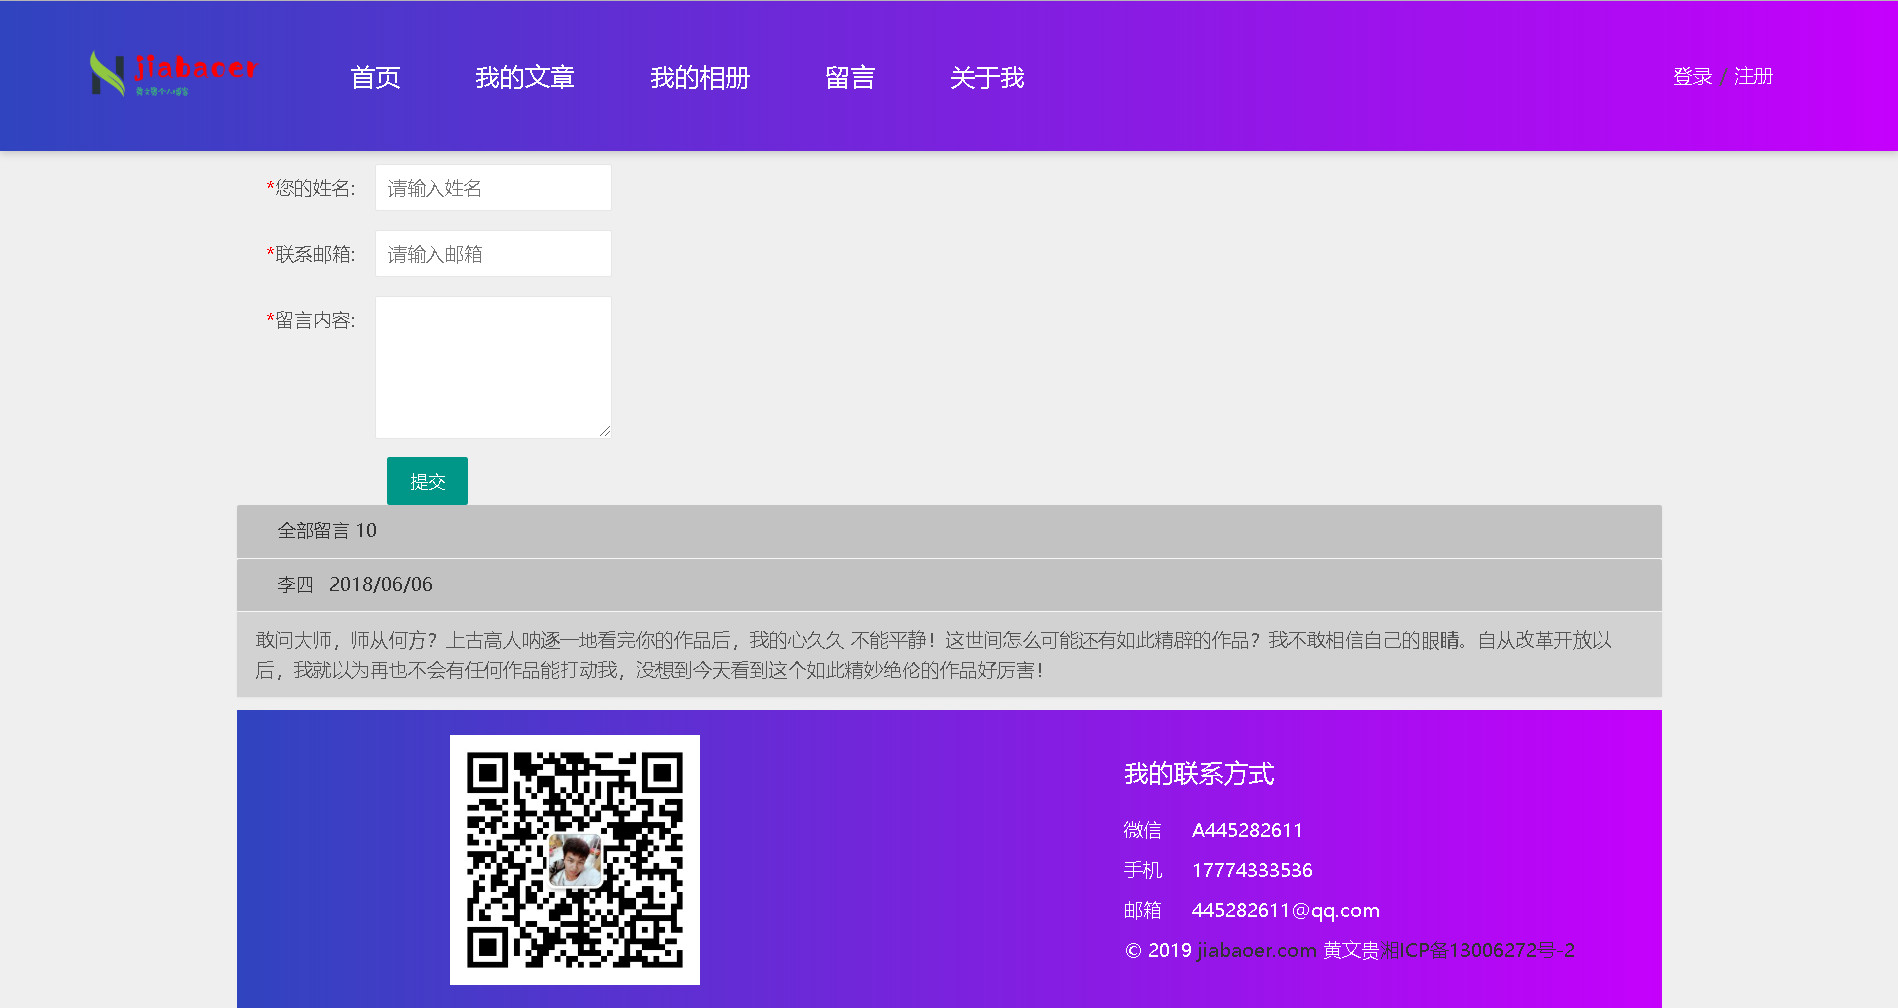 jiabaoer
首页 我的文章 我的相册 留言 关于我
登录 / 注册
*您的姓名: 请输入姓名
*联系邮箱: 请输入邮箱
*留言内容:
提交
全部留言 10
李四 2018/06/06
敢问大师，师从何方？上古高人呐逐一地看完你的作品后，我的心久久 不能平静！这世间怎么可能还有如此精辟的作品？我不敢相信自己的眼睛。自从改革开放以
后，我就以为再也不会有任何作品能打动我，没想到今天看到这个如此精妙绝伦的作品好厉害！
我的联系方式
微信 A445282611
手机 17774333536
邮箱 445282611@qq.com
© 2019 jiabaoer.com 黄文贵湘ICP备13006272号-2